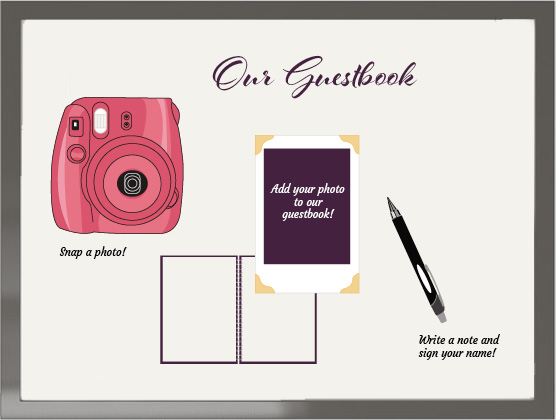 Our Guestbook
Add your photo
to our
guestbook!
Snap a photo!
Write a note and
sign your name!